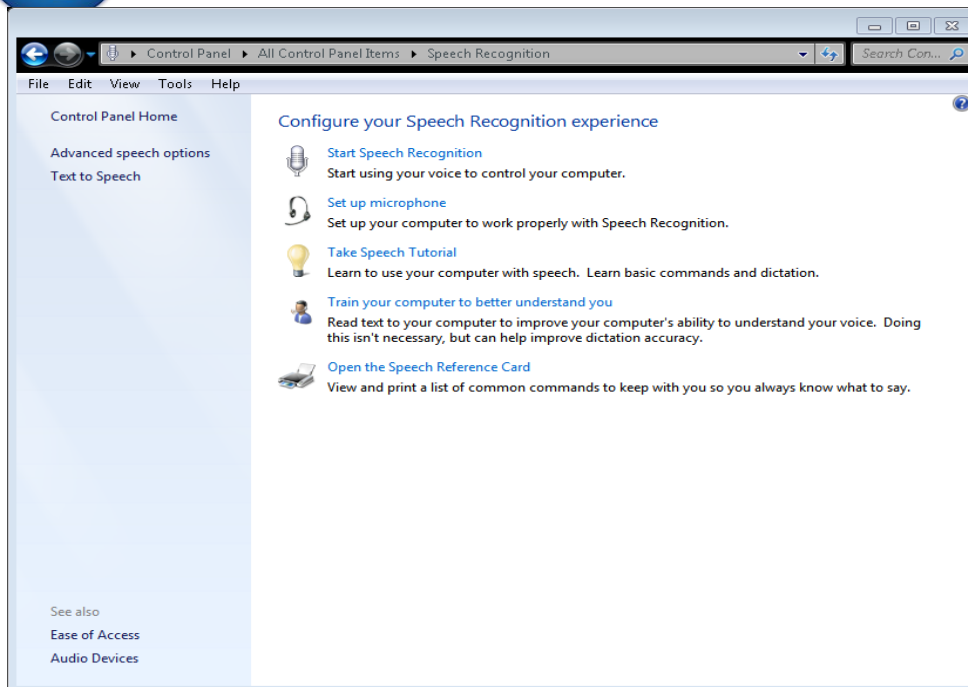 Control Panel ▸ All Control Panel Items ▸ Speech Recognition
Search Con...
File Edit View Tools Help
Control Panel Home
Advanced speech options
Text to Speech
Configure your Speech Recognition experience
Start Speech Recognition
Start using your voice to control your computer.
Set up microphone
Set up your computer to work properly with Speech Recognition.
Take Speech Tutorial
Learn to use your computer with speech. Learn basic commands and dictation.
Train your computer to better understand you
Read text to your computer to improve your computer's ability to understand your voice. Doing
this isn't necessary, but can help improve dictation accuracy.
Open the Speech Reference Card
View and print a list of common commands to keep with you so you always know what to say.
See also
Ease of Access
Audio Devices